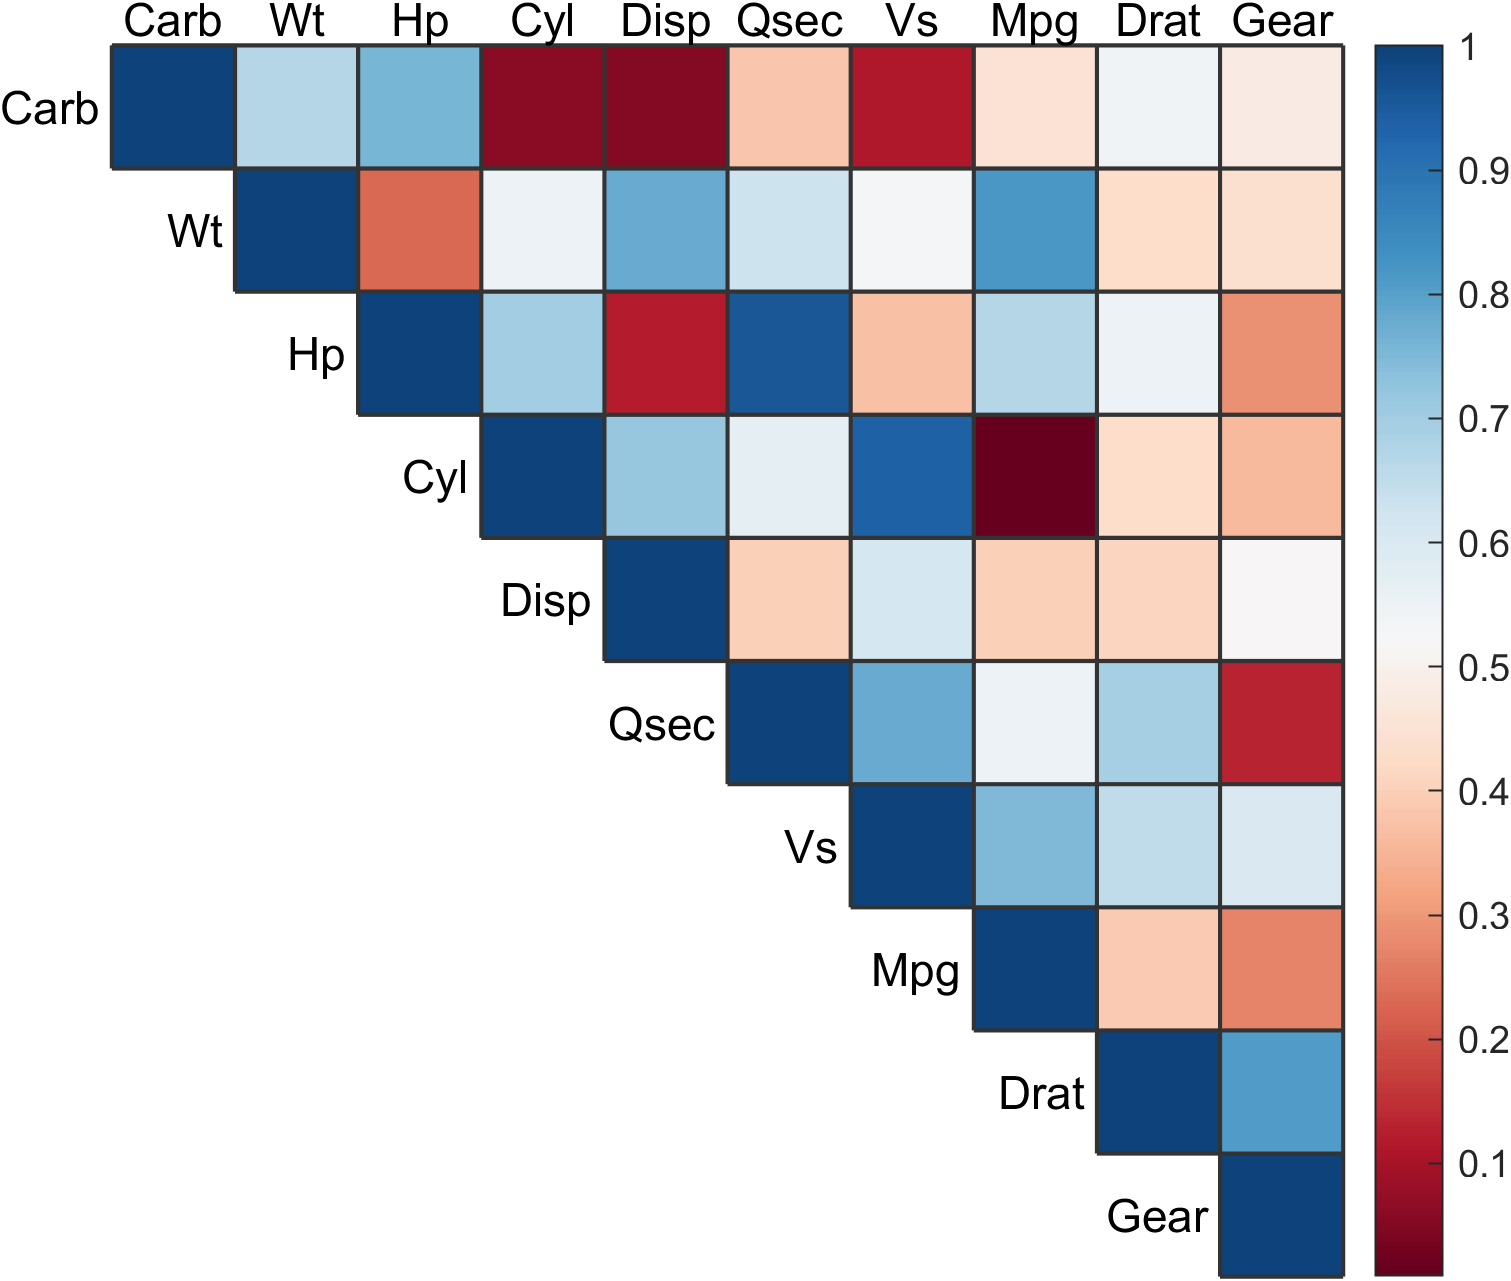 Carb Wt Hp Cyl Disp Qsec Vs Mpg Drat Gear
Carb
Wt
Hp
Cyl
Disp
Qsec
Vs
Mpg
Drat
Gear
1
0.9
0.8
0.7
0.6
0.5
0.4
0.3
0.2
0.1